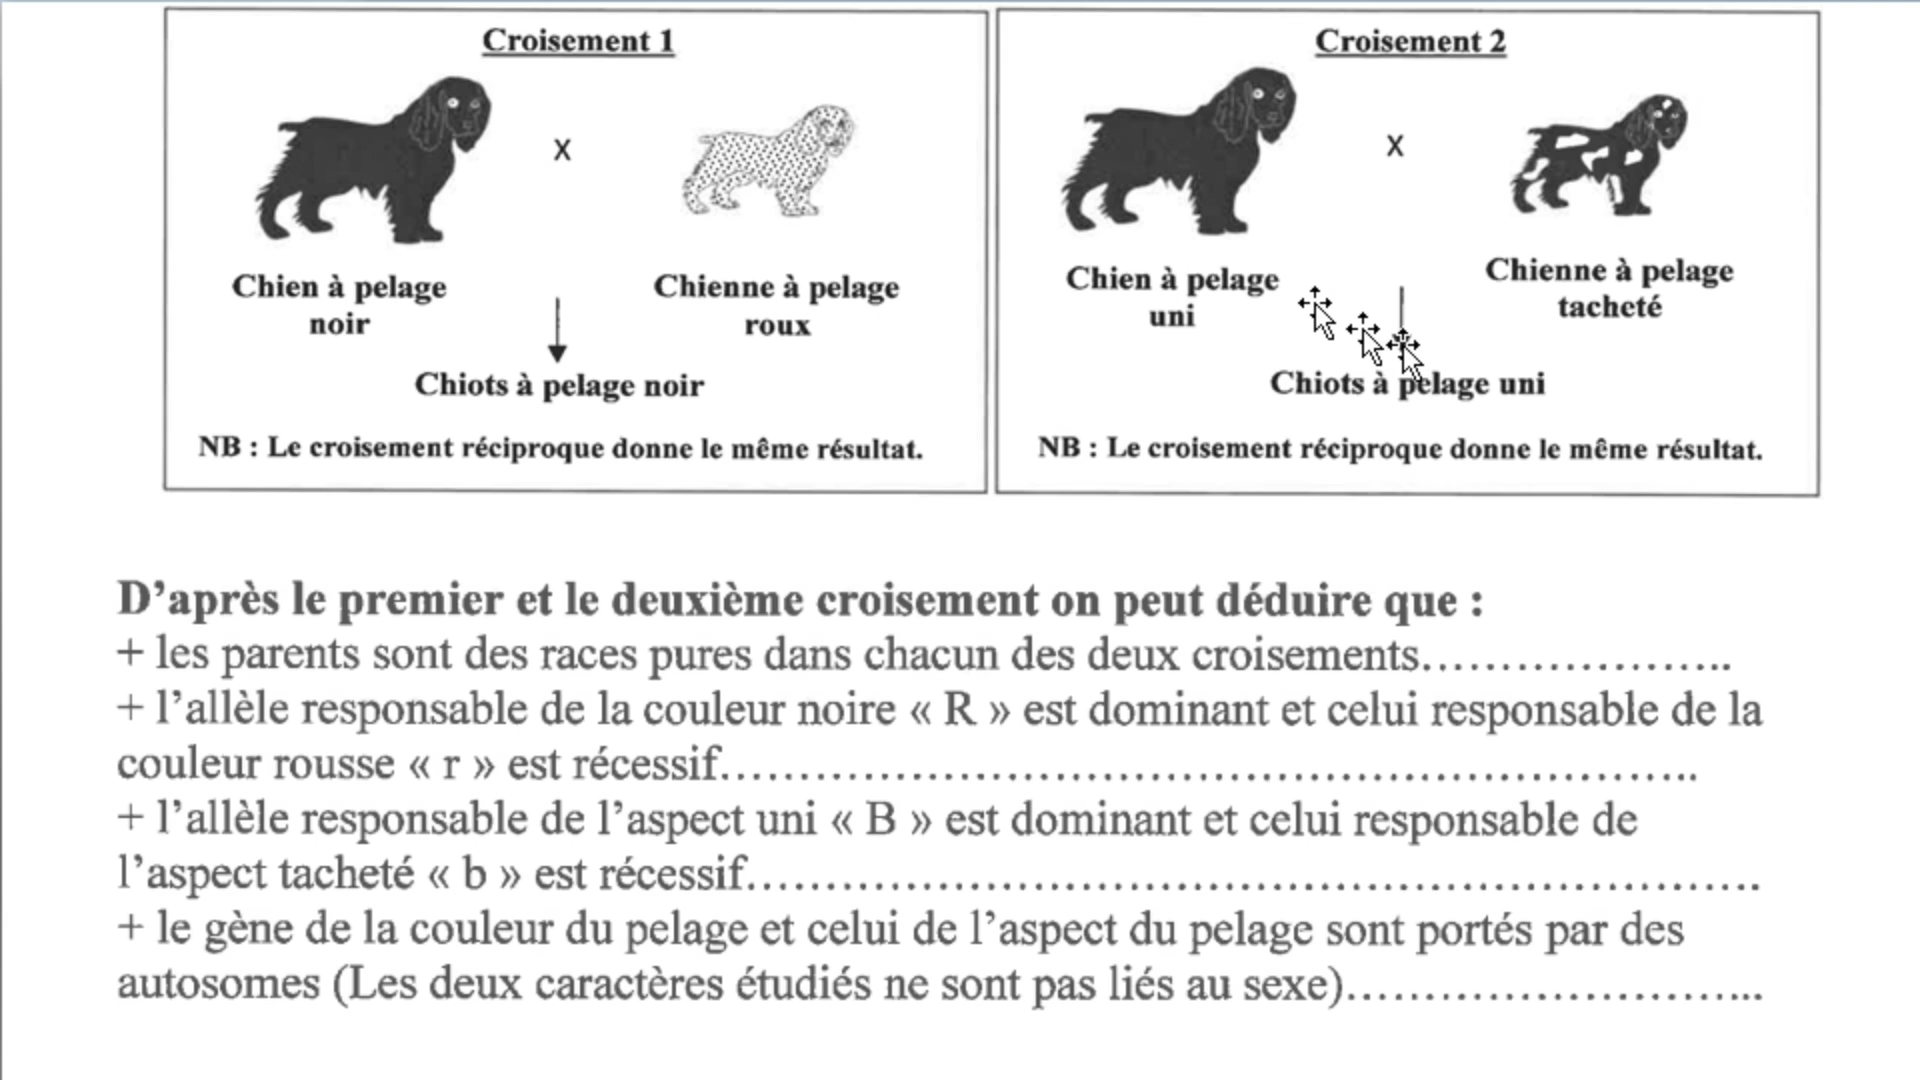 Croisement 1
X
Chien à pelage
noir
Chienne à pelage
roux
Chiots à pelage noir
NB : Le croisement réciproque donne le même résultat.
Croisement 2
X
Chien à pelage
uni
Chienne à pelage
tacheté
Chiots à pelage uni
NB : Le croisement réciproque donne le même résultat.
D'après le premier et le deuxième croisement on peut déduire que :
+ les parents sont des races pures dans chacun des deux croisements…………………..
+ l'allèle responsable de la couleur noire « R » est dominant et celui responsable de la
couleur rousse « r » est récessif…………………………………………………………………..
+ l'allèle responsable de l'aspect uni « B » est dominant et celui responsable de
l'aspect tacheté « b » est récessif…………………………………………………………………….
+ le gène de la couleur du pelage et celui de l'aspect du pelage sont portés par des
autosomes (Les deux caractères étudiés ne sont pas liés au sexe)…………………………..